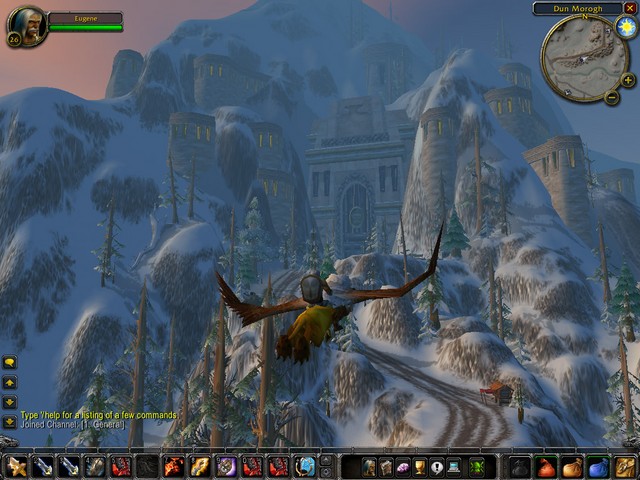 Eugene
26
Dun Morogh
N
Type '/help' for a listing of a few commands.
Joined Channel: [1. General]